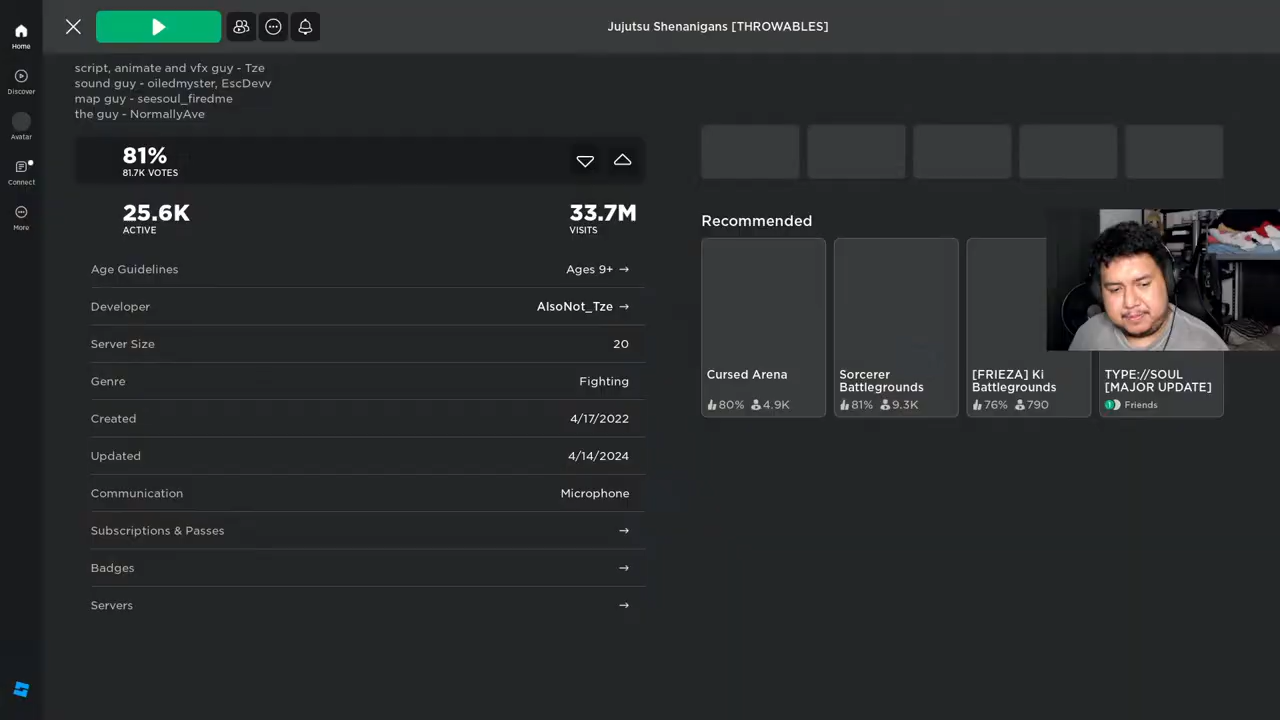 Jujutsu Shenanigans [THROWABLES]
Home
Discover
Avatar
Connect
More
script, animate and vfx guy - Tze
sound guy - oiledmyster, EscDevv
map guy - seesoul_firedme
the guy - NormallyAve
81%
81.7K VOTES
25.6K
ACTIVE
33.7M
VISITS
Age Guidelines Ages 9+ →
Developer AlsoNot_Tze →
Server Size 20
Genre Fighting
Created 4/17/2022
Updated 4/14/2024
Communication Microphone
Subscriptions & Passes →
Badges →
Servers →
Recommended
Cursed Arena
80% 4.9K
Sorcerer
Battlegrounds
81% 9.3K
[FRIEZA] Ki
Battlegrounds
76% 790
TYPE://SOUL
[MAJOR UPDATE]
1 Friends